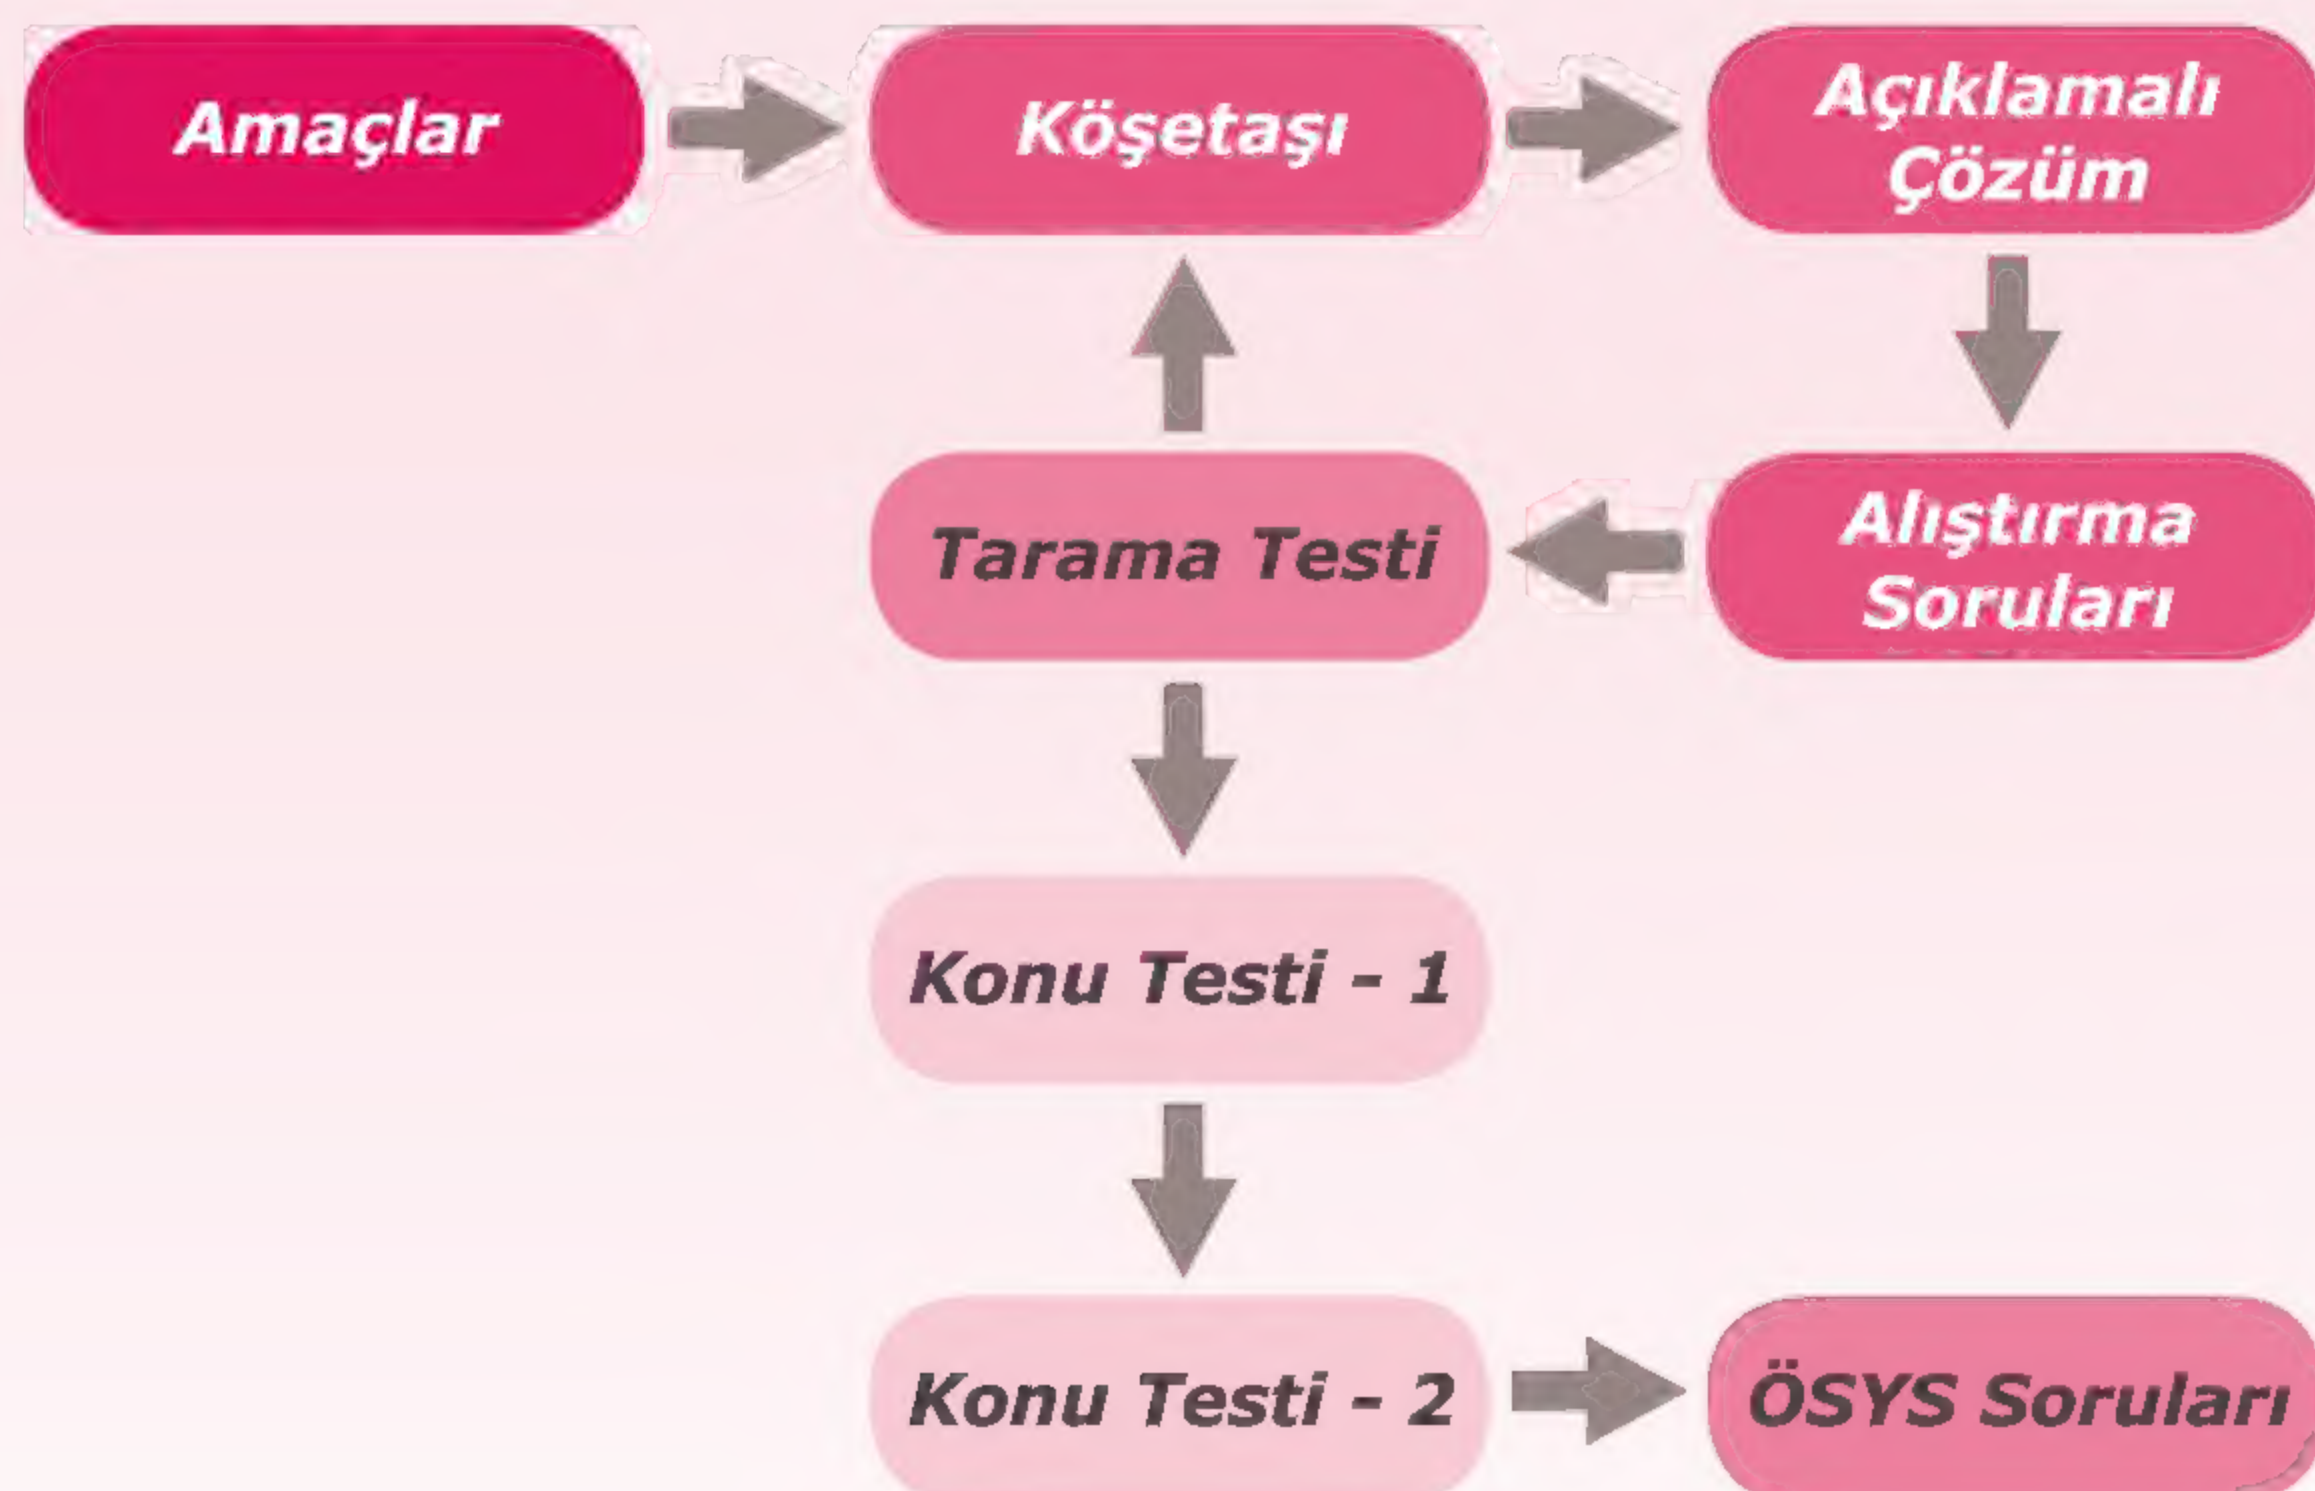 Amaçlar
Köşetaşı
Açıklamalı
Çözüm
Tarama Testi
Alıştırma
Soruları
Konu Testi - 1
Konu Testi - 2
ÖSYS Soruları